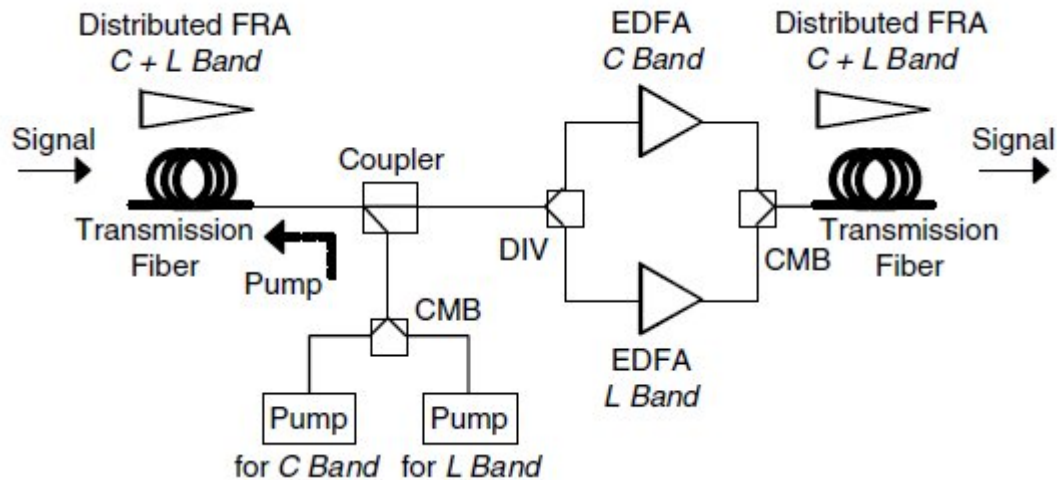 Distributed FRA
C + L Band
EDFA
C Band
Distributed FRA
C + L Band
Signal
Coupler
Signal
Transmission
Fiber
Pump
DIV
CMB
Transmission
Fiber
CMB
EDFA
L Band
Pump
Pump
for C Band
for L Band